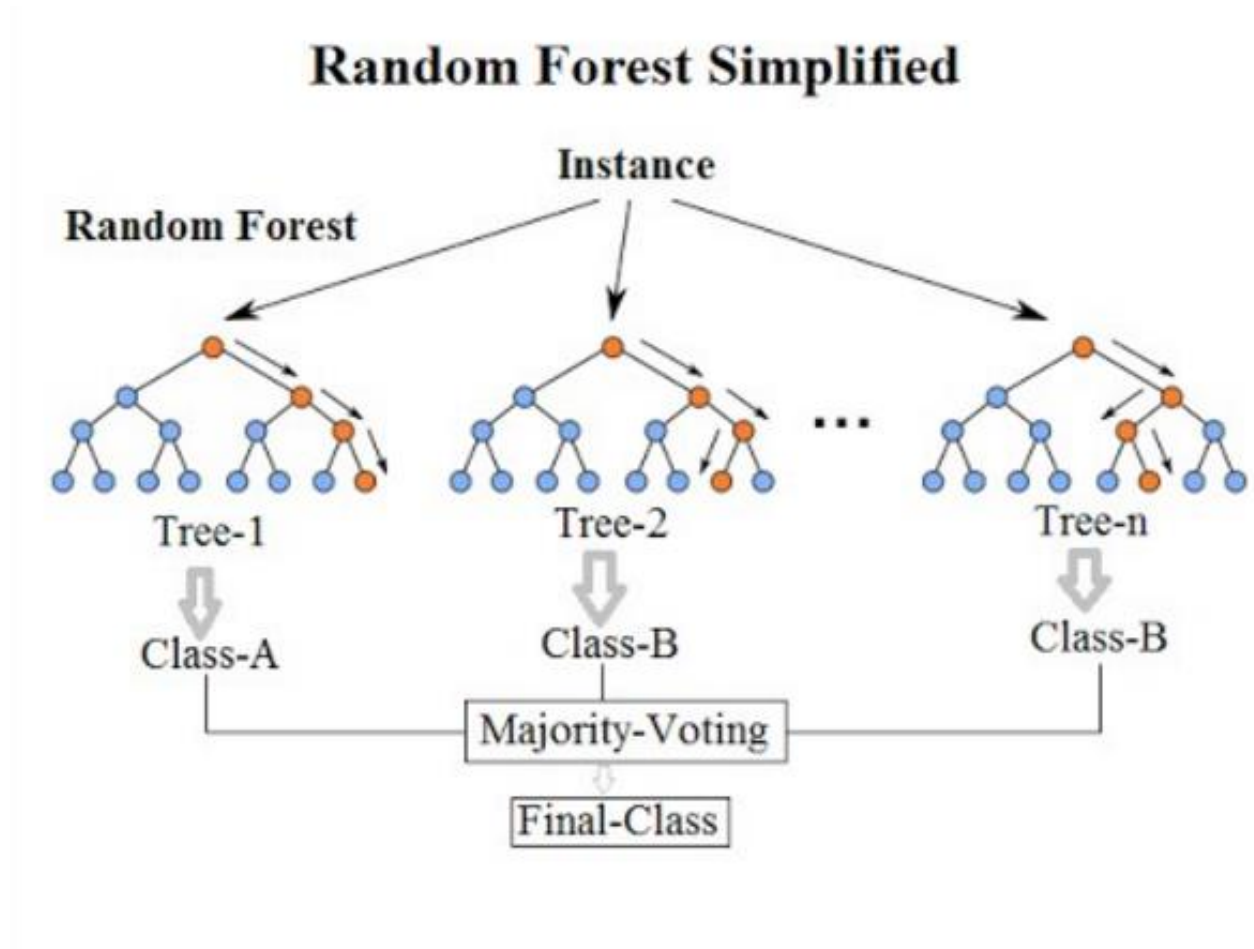 Random Forest Simplified
Instance
Random Forest
...
Tree-1
Tree-2
Tree-n
Class-A
Class-B
Class-B
Majority-Voting
Final-Class